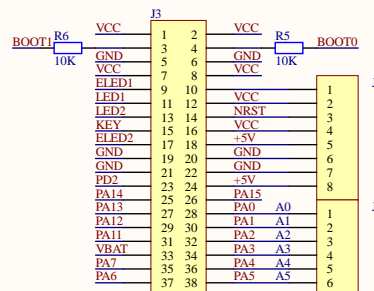 J3
VCC 1 2 VCC
BOOT1 R6 10K 3 4 R5 10K BOOT0
GND 5 6 GND
VCC 7 8 VCC
ELED1 9 10 1
LED1 11 12 VCC 2
LED2 13 14 NRST 3
KEY 15 16 VCC 4
ELED2 17 18 +5V 5
GND 19 20 GND 6
GND 21 22 GND 7
PD2 23 24 +5V 8
PA14 25 26 PA15
PA13 27 28 PA0 A0 1
PA12 29 30 PA1 A1 2
PA11 31 32 PA2 A2 3
VBAT 33 34 PA3 A3 4
PA7 35 36 PA4 A4 5
PA6 37 38 PA5 A5 6